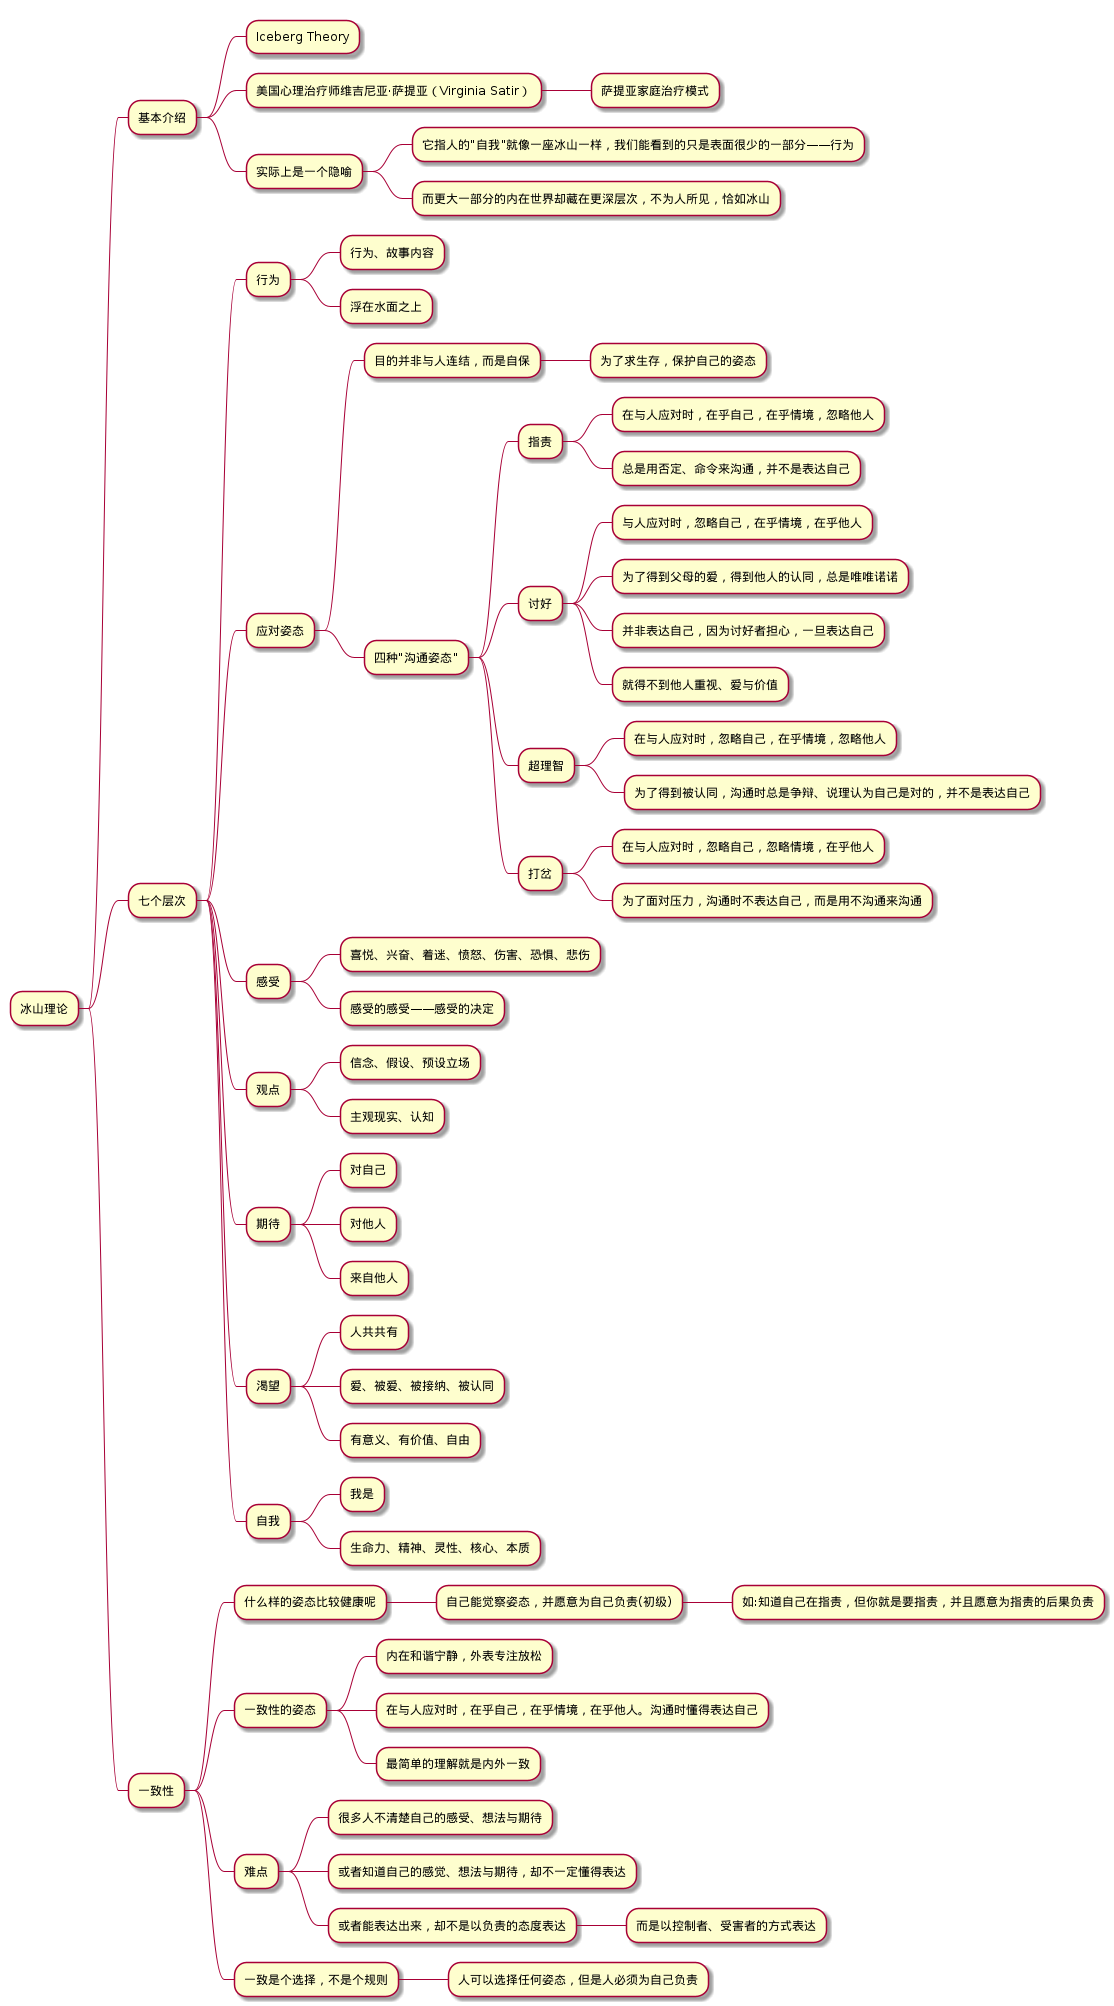 冰山理论
基本介绍
Iceberg Theory
美国心理治疗师维吉尼亚·萨提亚（Virginia Satir）
萨提亚家庭治疗模式
实际上是一个隐喻
它指人的"自我"就像一座冰山一样，我们能看到的只是表面很少的一部分——行为
而更大一部分的内在世界却藏在更深层次，不为人所见，恰如冰山
七个层次
行为
行为、故事内容
浮在水面之上
应对姿态
目的并非与人连结，而是自保
为了求生存，保护自己的姿态
四种"沟通姿态"
指责
在与人应对时，在乎自己，在乎情境，忽略他人
总是用否定、命令来沟通，并不是表达自己
讨好
与人应对时，忽略自己，在乎情境，在乎他人
为了得到父母的爱，得到他人的认同，总是唯唯诺诺
并非表达自己，因为讨好者担心，一旦表达自己
就得不到他人重视、爱与价值
超理智
在与人应对时，忽略自己，在乎情境，忽略他人
为了得到被认同，沟通时总是争辩、说理认为自己是对的，并不是表达自己
打岔
在与人应对时，忽略自己，忽略情境，在乎他人
为了面对压力，沟通时不表达自己，而是用不沟通来沟通
感受
喜悦、兴奋、着迷、愤怒、伤害、恐惧、悲伤
感受的感受——感受的决定
观点
信念、假设、预设立场
主观现实、认知
期待
对自己
对他人
来自他人
渴望
人共共有
爱、被爱、被接纳、被认同
有意义、有价值、自由
自我
我是
生命力、精神、灵性、核心、本质
一致性
什么样的姿态比较健康呢
自己能觉察姿态，并愿意为自己负责(初级)
如:知道自己在指责，但你就是要指责，并且愿意为指责的后果负责
一致性的姿态
内在和谐宁静，外表专注放松
在与人应对时，在乎自己，在乎情境，在乎他人。沟通时懂得表达自己
最简单的理解就是内外一致
难点
很多人不清楚自己的感受、想法与期待
或者知道自己的感觉、想法与期待，却不一定懂得表达
或者能表达出来，却不是以负责的态度表达
而是以控制者、受害者的方式表达
一致是个选择，不是个规则
人可以选择任何姿态，但是人必须为自己负责